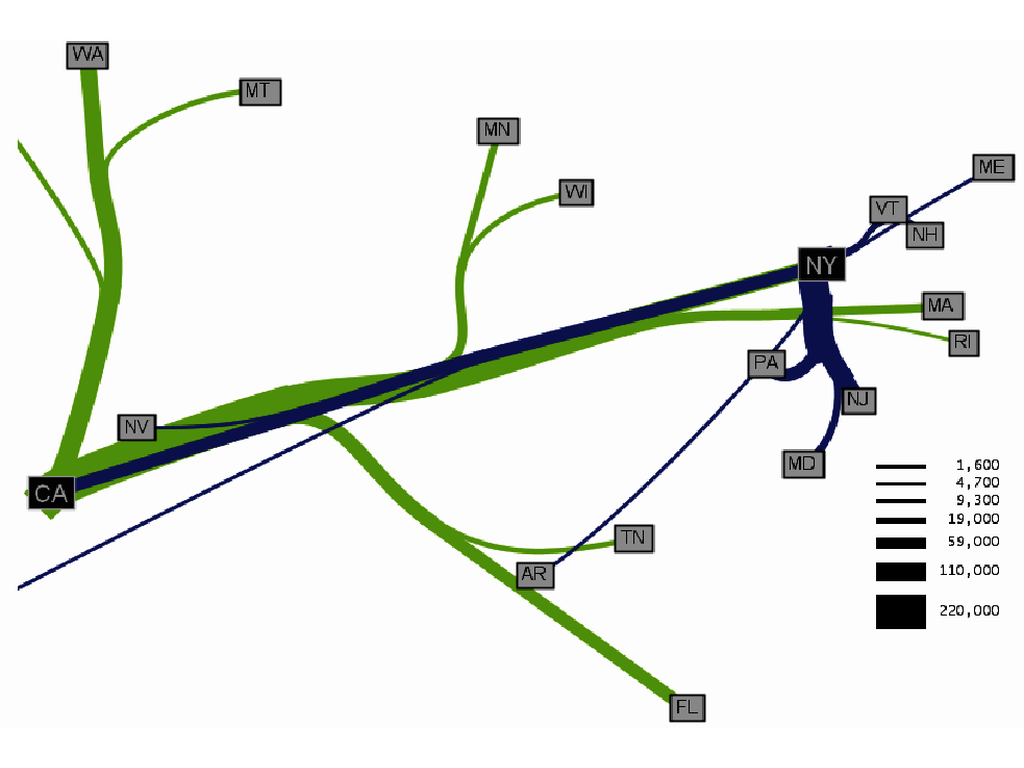 WA
MT
MN
ME
WI
VT
NH
NY
MA
RI
PA
NJ
NV
MD
CA
TN
AR
FL
1,600
4,700
9,300
19,000
59,000
110,000
220,000